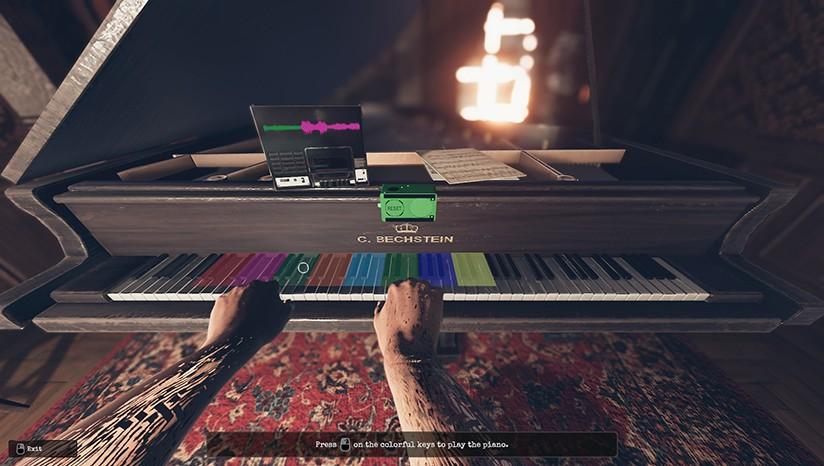 RESET
C. BECHSTEIN
Press on the colorful keys to play the piano.
Exit